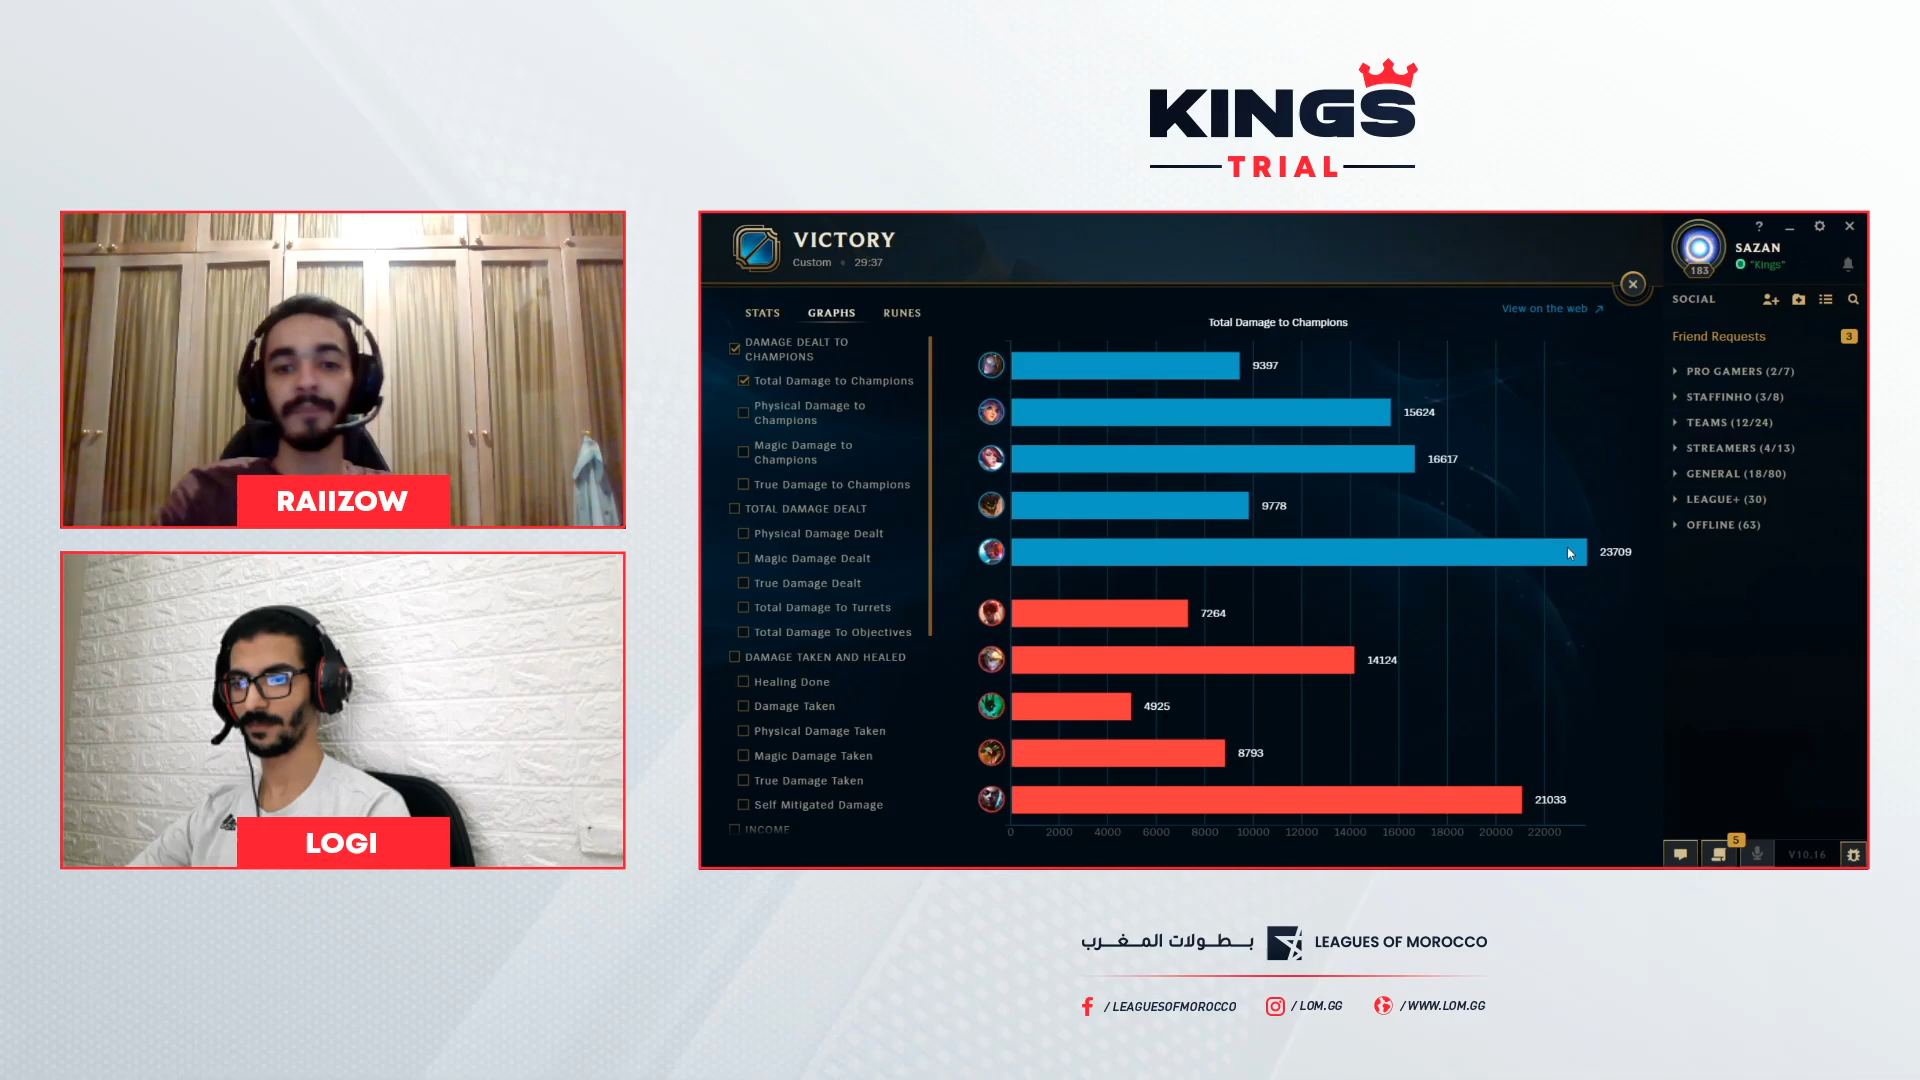 KINGS
TRIAL
RAIIZOW
LOGI
VICTORY
Custom • 29:37
STATS GRAPHS RUNES
View on the web
DAMAGE DEALT TO
CHAMPIONS
Total Damage to Champions
Physical Damage to
Champions
Magic Damage to
Champions
True Damage to Champions
TOTAL DAMAGE DEALT
Physical Damage Dealt
Magic Damage Dealt
True Damage Dealt
Total Damage To Turrets
Total Damage To Objectives
DAMAGE TAKEN AND HEALED
Healing Done
Damage Taken
Physical Damage Taken
Magic Damage Taken
True Damage Taken
Self Mitigated Damage
INCOME
Total Damage to Champions
9397
15624
16617
9778
23709
7264
14124
4925
8793
21033
0 2000 4000 6000 8000 10000 12000 14000 16000 18000 20000 22000
?
183
SAZAN
"Kings"
SOCIAL
Friend Requests 3
PRO GAMERS (2/7)
STAFFINHO (3/8)
TEAMS (12/24)
STREAMERS (4/13)
GENERAL (18/80)
LEAGUE+ (30)
OFFLINE (63)
5
V10.16
بـــطـــولات المـــغـــرب LEAGUES OF MOROCCO
/ LEAGUESOFMOROCCO / LOM.GG / WWW.LOM.GG